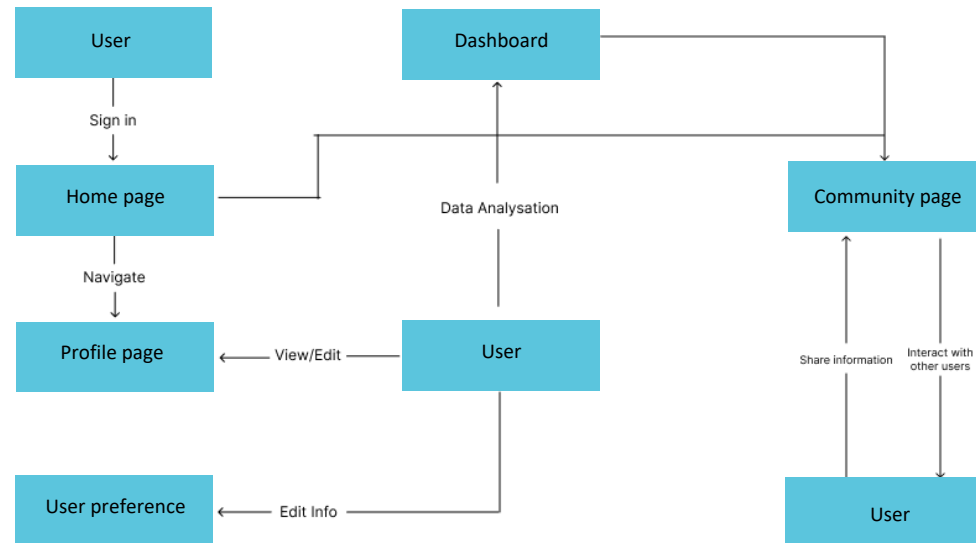 User
Dashboard
Sign in
Home page
Data Analysation
Community page
Navigate
Profile page
View/Edit
User
Share information
Interact with
other users
User preference
Edit Info
User